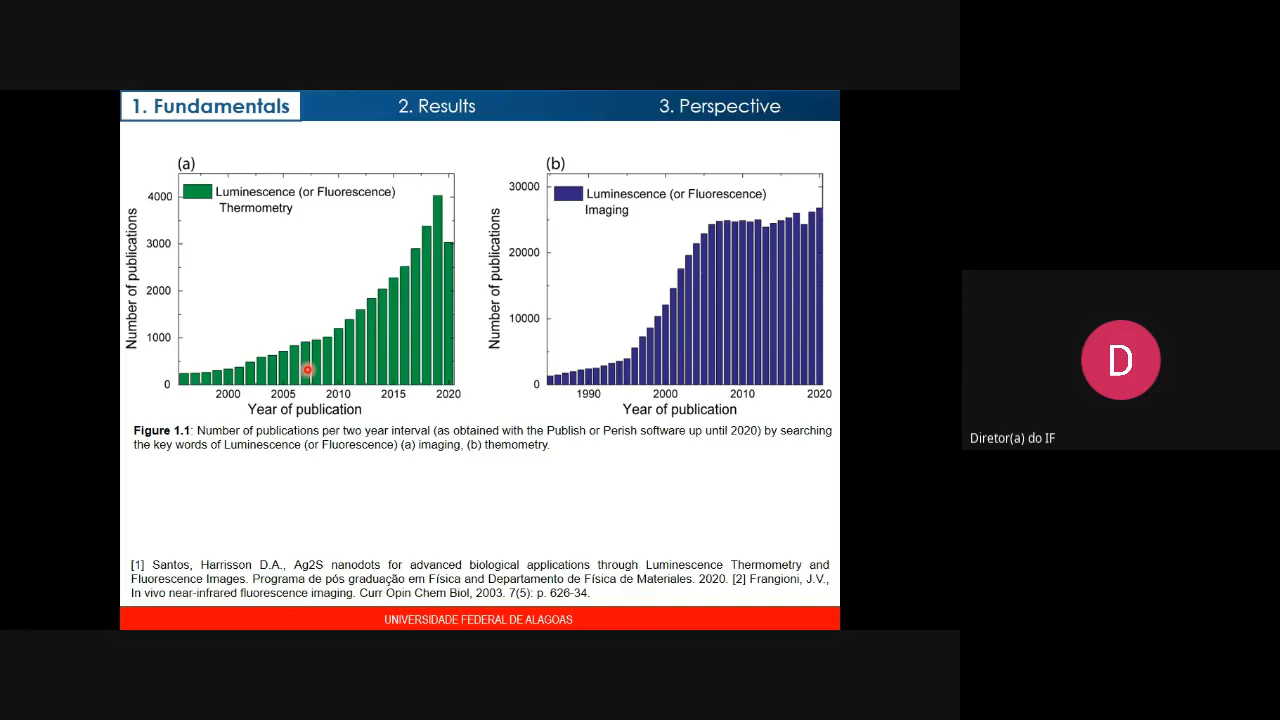 1. Fundamentals
2. Results
3. Perspective
(a)
Luminescence (or Fluorescence)
Thermometry
Number of publications
4000
3000
2000
1000
0
2000
2005
2010
2015
2020
Year of publication
(b)
Luminescence (or Fluorescence)
Imaging
Number of publications
30000
20000
10000
0
1990
2000
2010
2020
Year of publication
Figure 1.1: Number of publications per two year interval (as obtained with the Publish or Perish software up until 2020) by searching
the key words of Luminescence (or Fluorescence) (a) imaging, (b) themometry.
[1] Santos, Harrisson D.A., Ag2S nanodots for advanced biological applications through Luminescence Thermometry and
Fluorescence Images. Programa de pós graduação em Física and Departamento de Física de Materiales. 2020. [2] Frangioni, J.V.,
In vivo near-infrared fluorescence imaging. Curr Opin Chem Biol, 2003. 7(5): p. 626-34.
UNIVERSIDADE FEDERAL DE ALAGOAS
D
Diretor(a) do IF